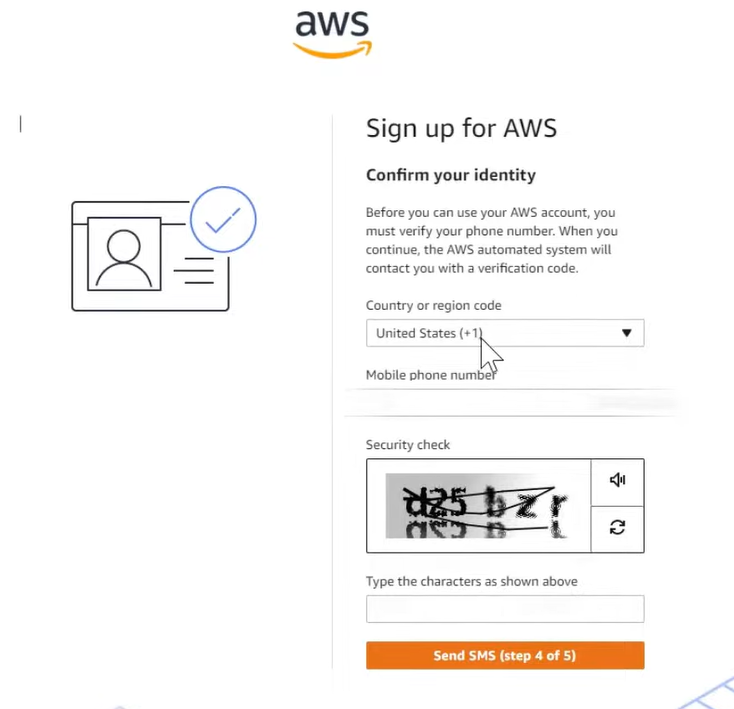 aws
Sign up for AWS
Confirm your identity
Before you can use your AWS account, you
must verify your phone number. When you
continue, the AWS automated system will
contact you with a verification code.
Country or region code
United States (+1)
Mobile phone number
Security check
Type the characters as shown above
Send SMS (step 4 of 5)